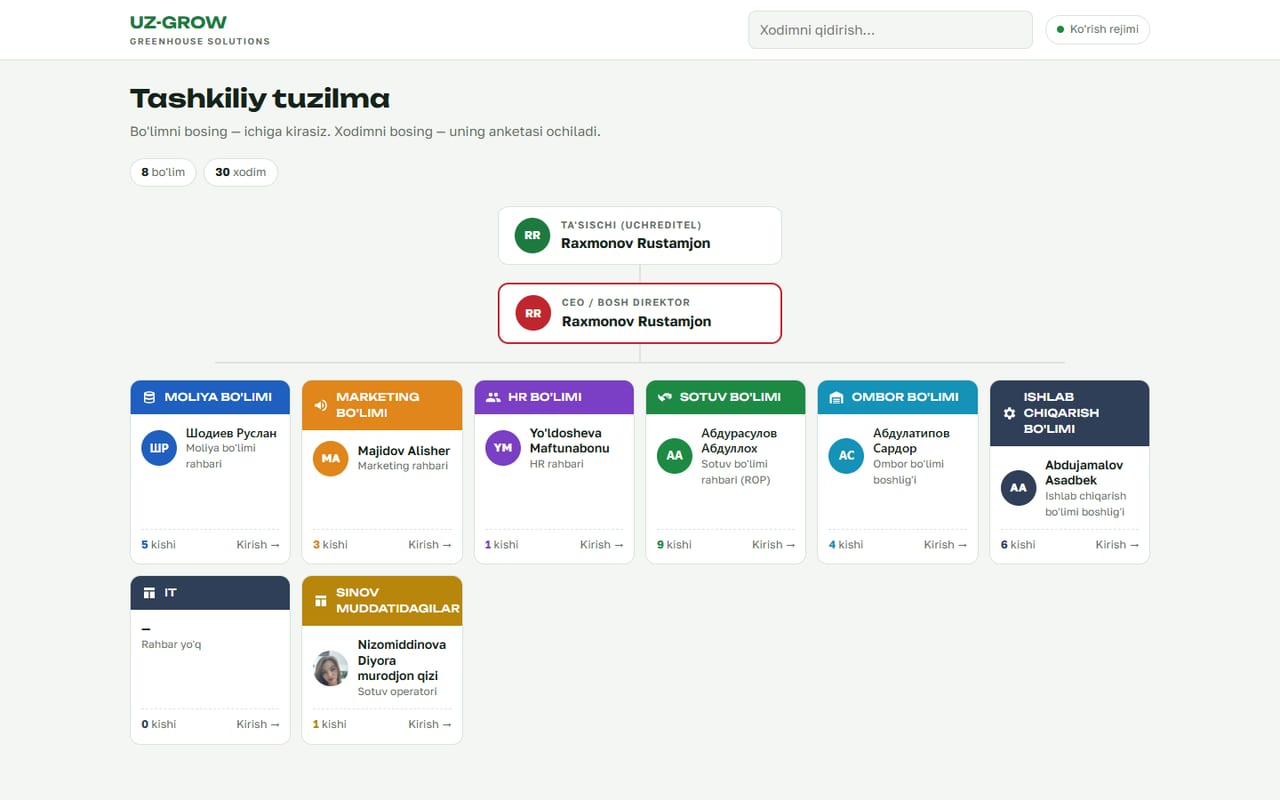 UZ-GROW
GREENHOUSE SOLUTIONS
Xodimni qidirish...
Ko'rish rejimi
Tashkiliy tuzilma
Bo'limni bosing — ichiga kirasiz. Xodimni bosing — uning anketasi ochiladi.
8 bo'lim
30 xodim
RR
TA'SISCHI (UCHREDITEL)
Raxmonov Rustamjon
RR
CEO / BOSH DIREKTOR
Raxmonov Rustamjon
MOLIYA BO'LIMI
ШР
Шодиев Руслан
Moliya bo'limi
rahbari
5 kishi
Kirish →
MARKETING
BO'LIMI
MA
Majidov Alisher
Marketing rahbari
3 kishi
Kirish →
HR BO'LIMI
YM
Yo'ldosheva
Maftunabonu
HR rahbari
1 kishi
Kirish →
SOTUV BO'LIMI
АА
Абдурасулов
Абдуллох
Sotuv bo'limi
rahbari (ROP)
9 kishi
Kirish →
OMBOR BO'LIMI
АС
Абдулатипов
Сардор
Ombor bo'limi
boshlig'i
4 kishi
Kirish →
ISHLAB
CHIQARISH
BO'LIMI
AA
Abdujamalov
Asadbek
Ishlab chiqarish
bo'limi boshlig'i
6 kishi
Kirish →
IT
—
Rahbar yo'q
0 kishi
Kirish →
SINOV
MUDDATIDAGILAR
Nizomiddinova
Diyora
murodjon qizi
Sotuv operatori
1 kishi
Kirish →